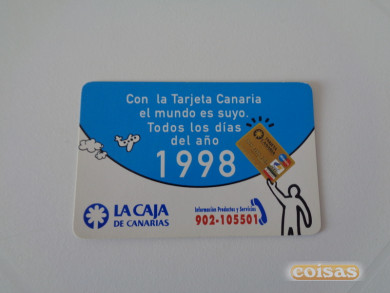 Con la Tarjeta Canaria
el mundo es suyo.
Todos los días
del año
1998
LA CAJA
DE CANARIAS
Información Productos y Servicios
902-105501
coisas